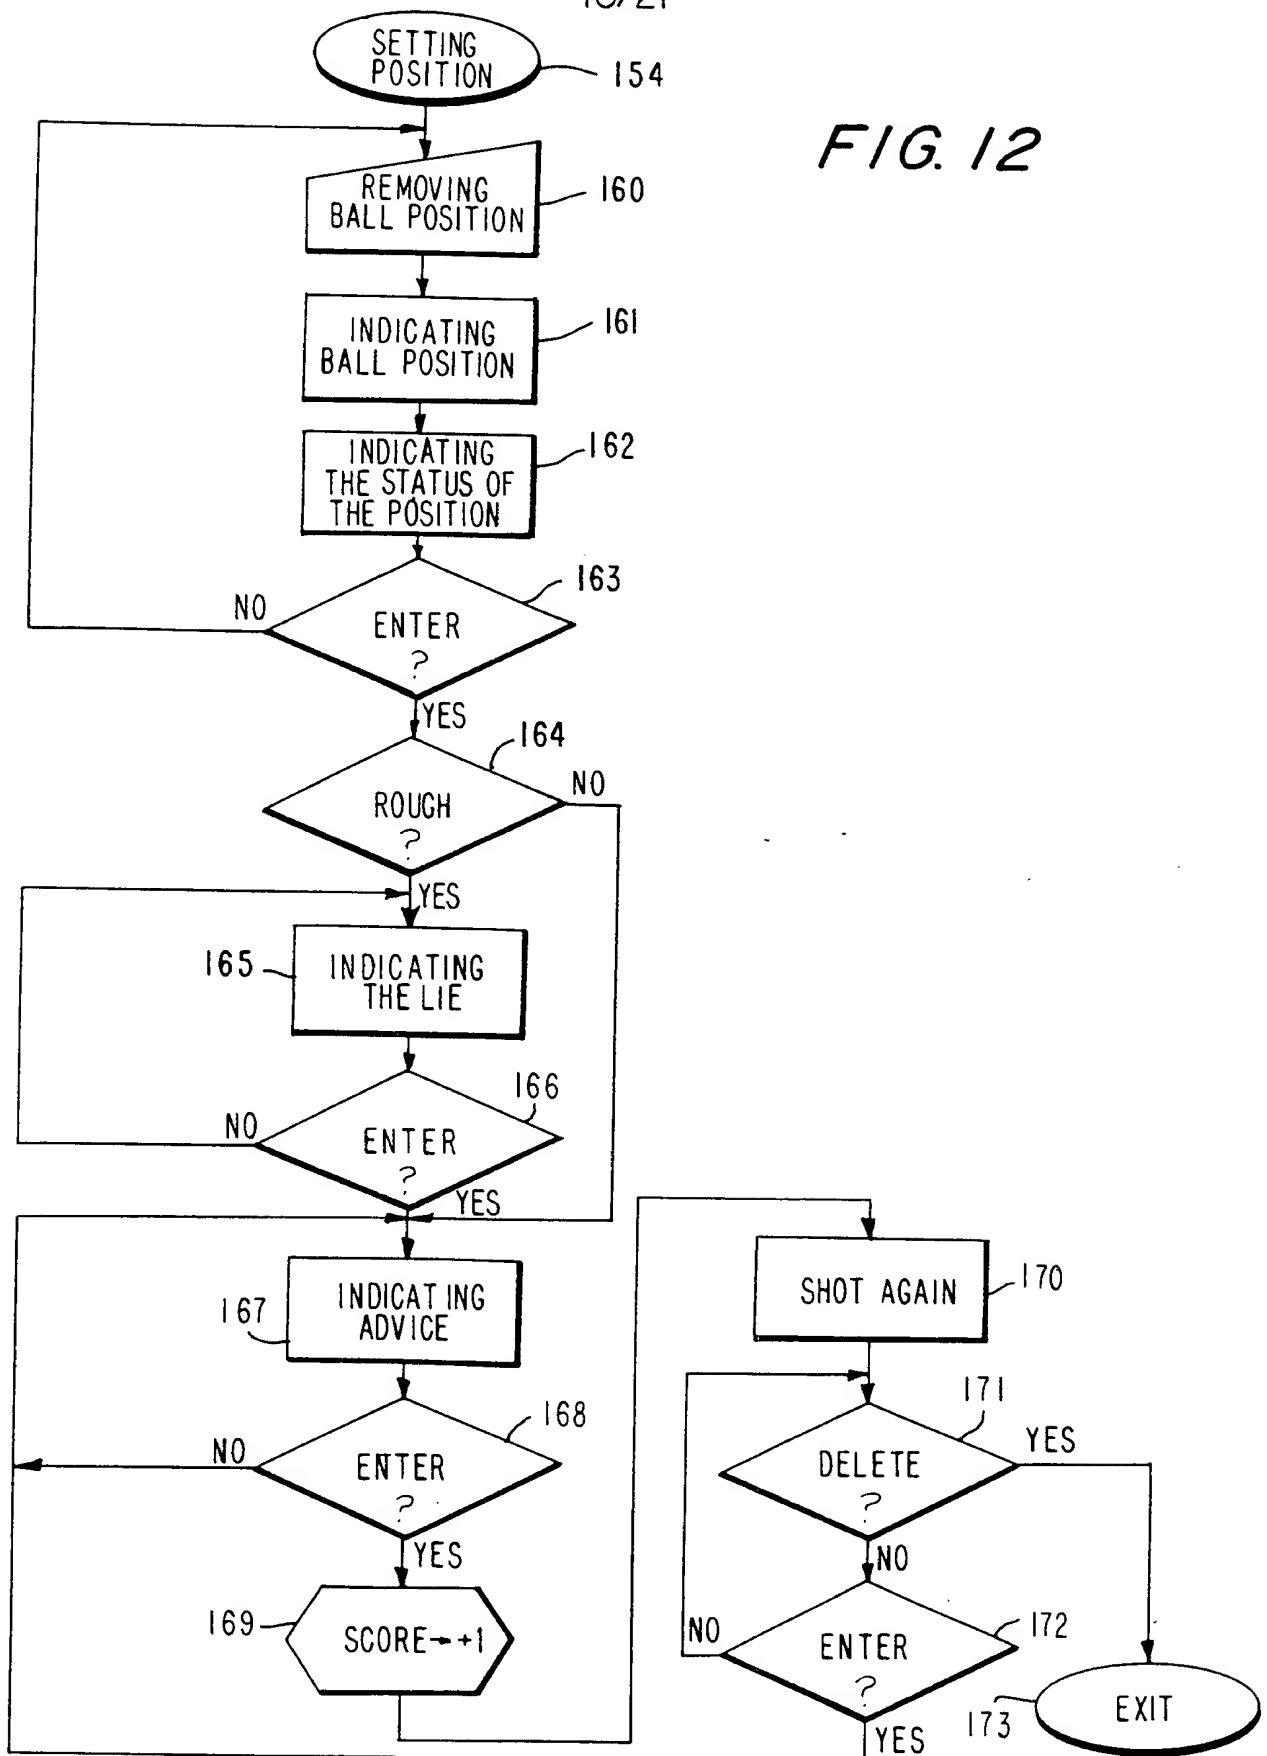 SETTING
POSITION
154
FIG. 12
REMOVING
BALL POSITION
160
INDICATING
BALL POSITION
161
INDICATING
THE STATUS OF
THE POSITION
162
163
NO
ENTER
?
YES
164
NO
ROUGH
?
YES
165
INDICATING
THE LIE
166
NO
ENTER
?
YES
167
INDICATING
ADVICE
168
NO
ENTER
?
YES
169
SCORE→+1
SHOT AGAIN
170
171
YES
DELETE
?
NO
172
NO
ENTER
?
YES
173
EXIT